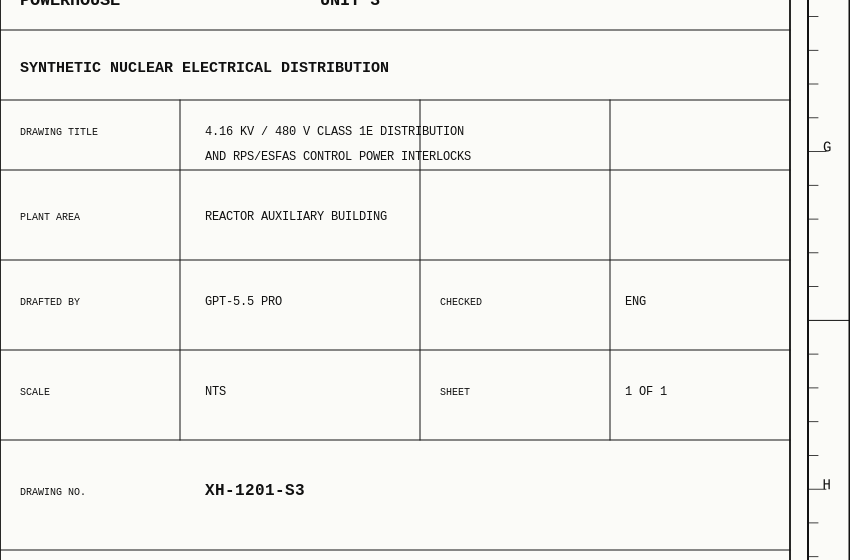 POWERHOUSE UNIT 3
SYNTHETIC NUCLEAR ELECTRICAL DISTRIBUTION
DRAWING TITLE 4.16 KV / 480 V CLASS 1E DISTRIBUTION
AND RPS/ESFAS CONTROL POWER INTERLOCKS
G
PLANT AREA REACTOR AUXILIARY BUILDING
DRAFTED BY GPT-5.5 PRO CHECKED ENG
SCALE NTS SHEET 1 OF 1
DRAWING NO. XH-1201-S3
H